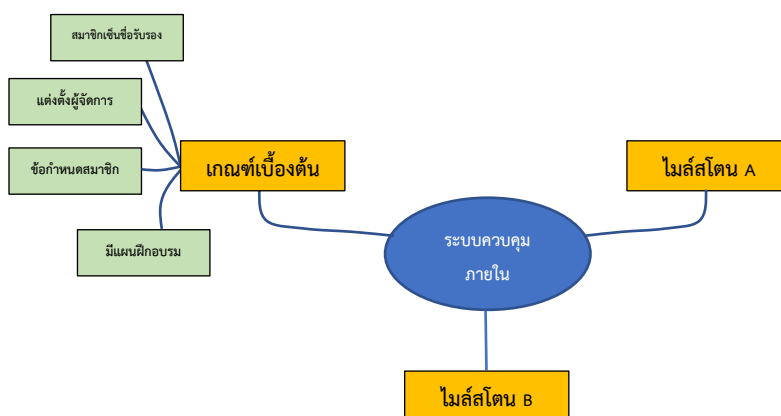 สมาชิกเซ็นชื่อรับรอง
แต่งตั้งผู้จัดการ
ข้อกำหนดสมาชิก
มีแผนฝึกอบรม
เกณฑ์เบื้องต้น
ไมล์สโตน A
ระบบควบคุม
ภายใน
ไมล์สโตน B